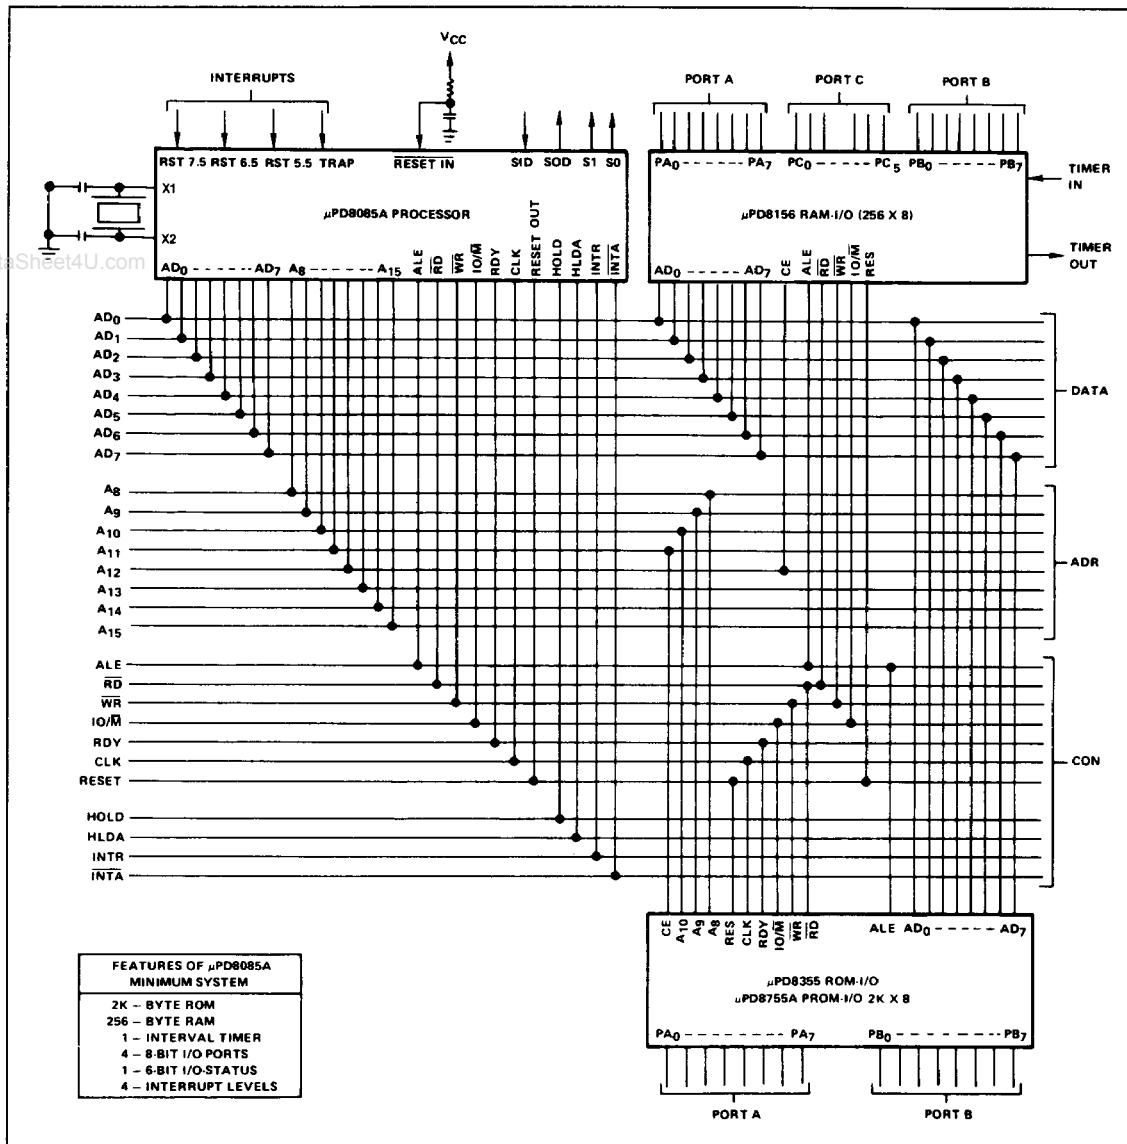 VCC
INTERRUPTS
PORT A
PORT C
PORT B
RST 7.5 RST 6.5 RST 5.5 TRAP RESET IN SID SOD S1 S0
X1
X2
µPD8085A PROCESSOR
AD0 - - - - - - AD7 A8 - - - - - - A15 ALE RD WR IO/M RDY CLK RESET OUT HOLD HLDA INTR INTA
PA0 - - - - - - PA7 PC0 - - - - - - PC5 PB0 - - - - - - PB7
TIMER IN
µPD8156 RAM-I/O (256 X 8)
TIMER OUT
AD0 - - - - - - AD7 CE ALE RD WR IO/M RES
taSheet4U.com
AD0
AD1
AD2
AD3
AD4
AD5
AD6
AD7
DATA
A8
A9
A10
A11
A12
A13
A14
A15
ADR
ALE
RD
WR
IO/M
RDY
CLK
RESET
HOLD
HLDA
INTR
INTA
CON
CE A10 A9 A8 RES CLK RDY IO/M WR RD ALE AD0 - - - - - AD7
µPD8355 ROM-I/O
µPD8755A PROM-I/O 2K X 8
PA0 - - - - - - - PA7 PB0 - - - - - - - PB7
PORT A
PORT B
FEATURES OF µPD8085A
MINIMUM SYSTEM
2K – BYTE ROM
256 – BYTE RAM
1 – INTERVAL TIMER
4 – 8-BIT I/O PORTS
1 – 6-BIT I/O-STATUS
4 – INTERRUPT LEVELS